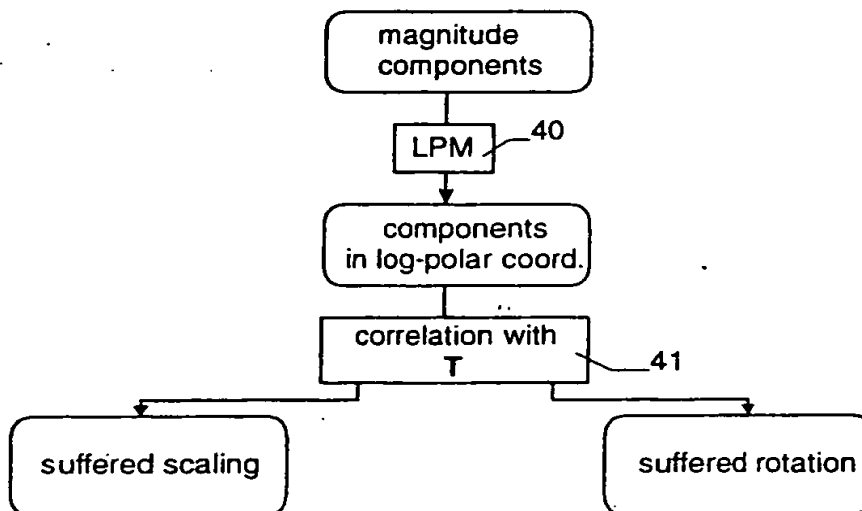 magnitude
components
LPM
40
components
in log-polar coord.
correlation with
T
41
suffered scaling
suffered rotation